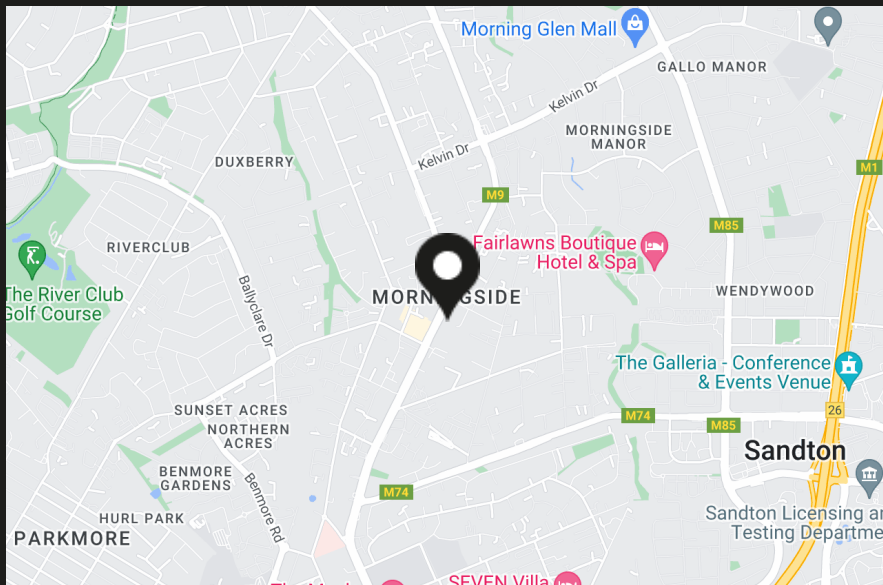 Morning Glen Mall
GALLO MANOR
Kelvin Dr
MORNINGSIDE
MANOR
Kelvin Dr
DUXBERRY
M1
M9
M85
RIVERCLUB
Fairlawns Boutique
Hotel & Spa
The River Club
Golf Course
Ballyclare Dr
MORNINGSIDE
WENDYWOOD
The Galleria - Conference
& Events Venue
SUNSET ACRES
NORTHERN
ACRES
M74
26
M85
Sandton
BENMORE
GARDENS
Benmore Rd
M74
HURL PARK
PARKMORE
Sandton Licensing an
Testing Departme
SEVEN Villa